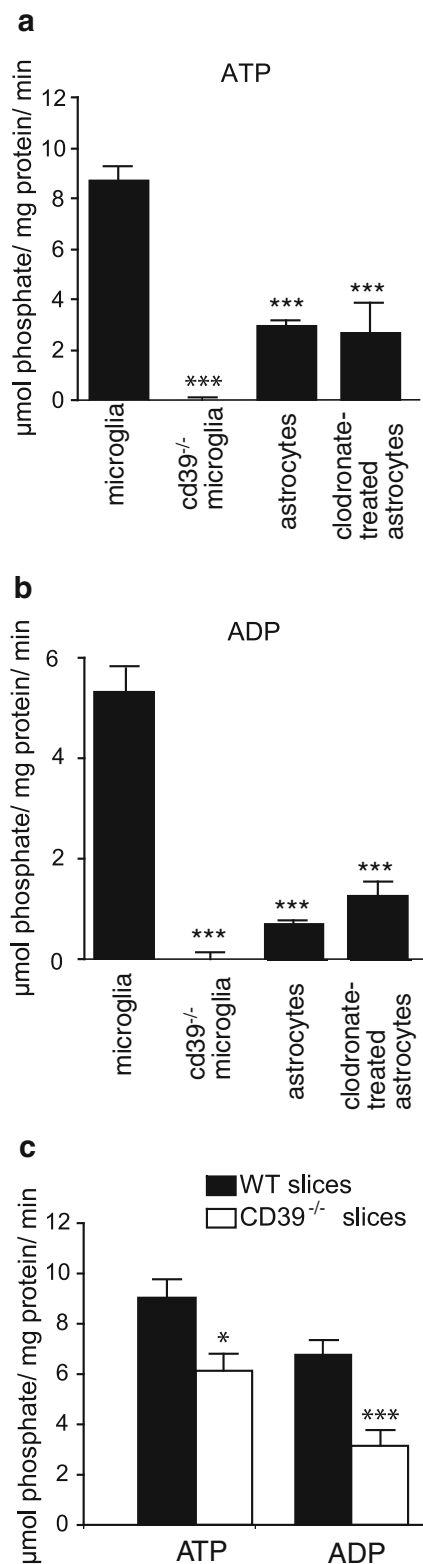 a
ATP
µmol phosphate/ mg protein/ min
12
10
8
6
4
2
0
***
***
***
microglia
cd39-/-
microglia
astrocytes
clodronate-
treated
astrocytes
b
ADP
µmol phosphate/ mg protein/ min
6
4
2
0
***
***
***
microglia
cd39-/-
microglia
astrocytes
clodronate-
treated
astrocytes
c
WT slices
CD39-/- slices
µmol phosphate/ mg protein/ min
12
10
8
6
4
2
0
*
***
ATP
ADP